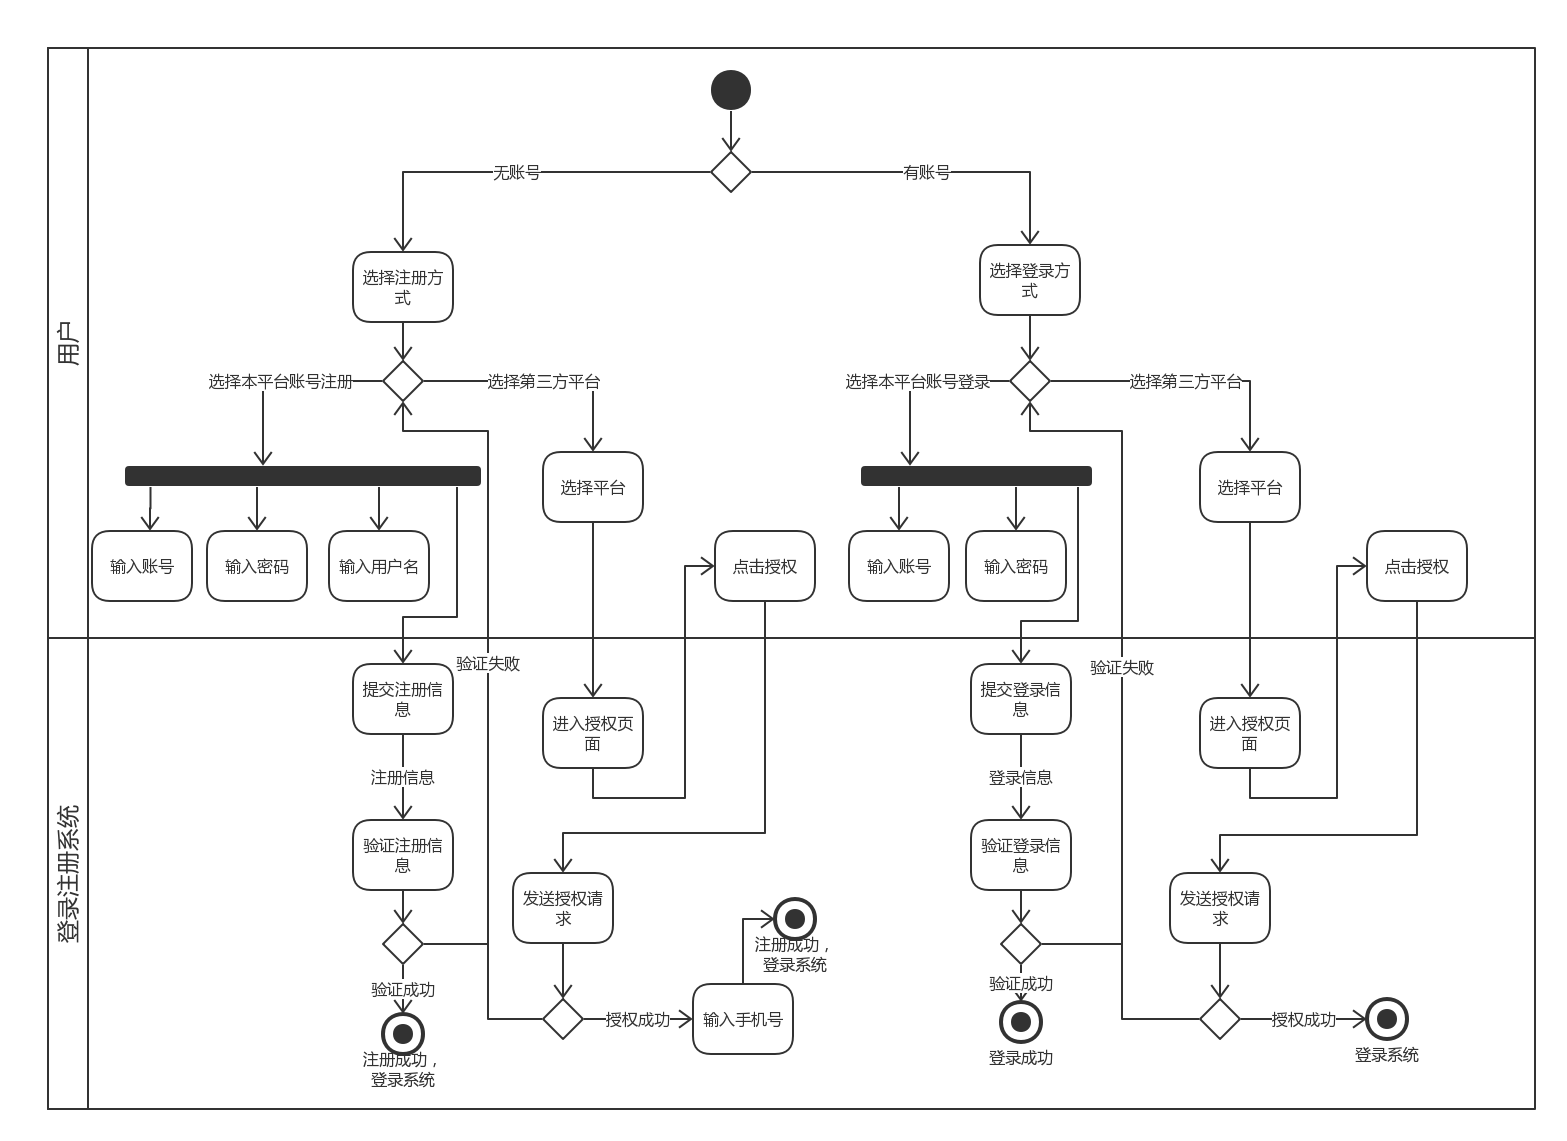 无账号
有账号
选择注册方
式
选择登录方
式
用户
选择本平台账号注册
选择第三方平台
选择本平台账号登录
选择第三方平台
选择平台
选择平台
输入账号
输入密码
输入用户名
点击授权
输入账号
输入密码
点击授权
验证失败
验证失败
提交注册信
息
提交登录信
息
进入授权页
面
进入授权页
面
注册信息
登录信息
登录注册系统
验证注册信
息
验证登录信
息
发送授权请
求
发送授权请
求
注册成功，
登录系统
验证成功
验证成功
授权成功
输入手机号
授权成功
注册成功，
登录系统
登录成功
登录系统